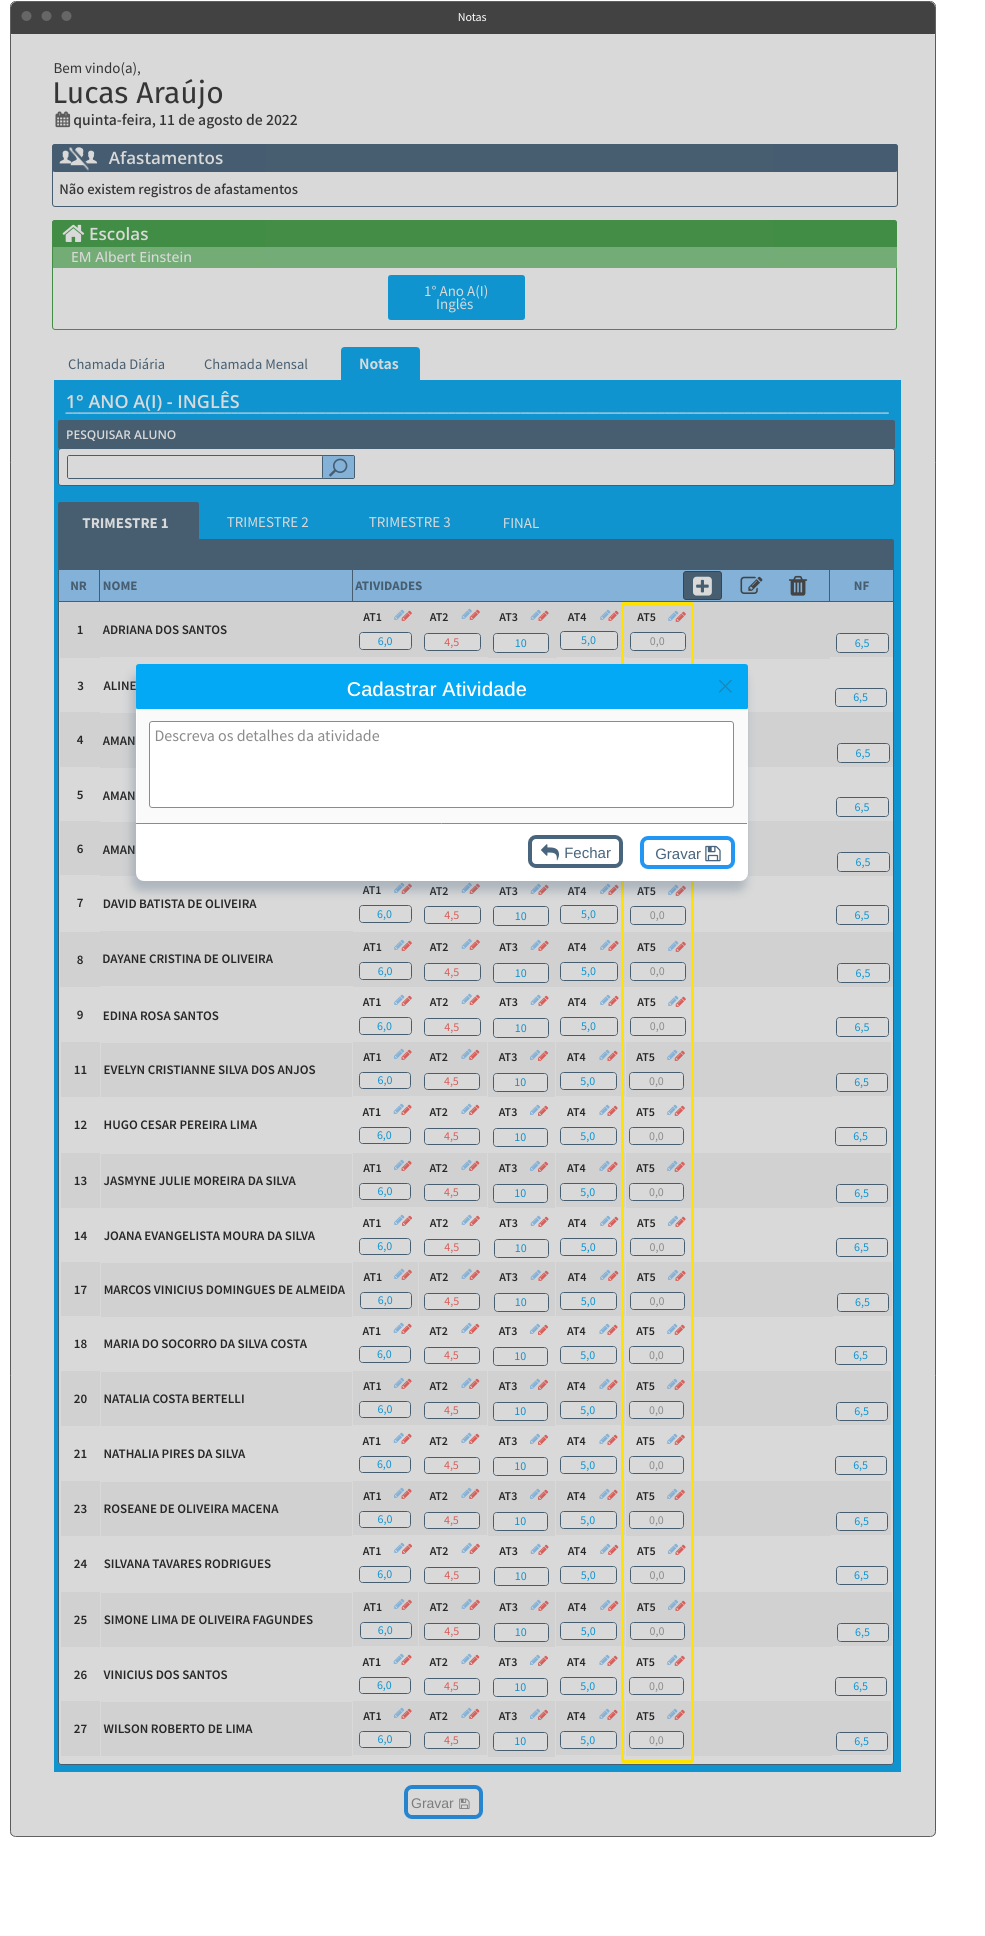 Notas
Bem vindo(a),
Lucas Araújo
quinta-feira, 11 de agosto de 2022
Afastamentos
Não existem registros de afastamentos
Escolas
EM Albert Einstein
1° Ano A(I)
Inglês
Chamada Diária Chamada Mensal Notas
1° ANO A(I) - INGLÊS
PESQUISAR ALUNO
TRIMESTRE 1 TRIMESTRE 2 TRIMESTRE 3 FINAL
NR NOME ATIVIDADES NF
AT1 AT2 AT3 AT4 AT5
1 ADRIANA DOS SANTOS
6,0 4,5 10 5,0 0,0 6,5
3 ALINE
6,5
4 AMAN
6,5
5 AMAN
6,5
6 AMAN
6,5
Cadastrar Atividade
Descreva os detalhes da atividade
Fechar Gravar
AT1 AT2 AT3 AT4 AT5
7 DAVID BATISTA DE OLIVEIRA
6,0 4,5 10 5,0 0,0 6,5
AT1 AT2 AT3 AT4 AT5
8 DAYANE CRISTINA DE OLIVEIRA
6,0 4,5 10 5,0 0,0 6,5
AT1 AT2 AT3 AT4 AT5
9 EDINA ROSA SANTOS
6,0 4,5 10 5,0 0,0 6,5
AT1 AT2 AT3 AT4 AT5
11 EVELYN CRISTIANNE SILVA DOS ANJOS
6,0 4,5 10 5,0 0,0 6,5
AT1 AT2 AT3 AT4 AT5
12 HUGO CESAR PEREIRA LIMA
6,0 4,5 10 5,0 0,0 6,5
AT1 AT2 AT3 AT4 AT5
13 JASMYNE JULIE MOREIRA DA SILVA
6,0 4,5 10 5,0 0,0 6,5
AT1 AT2 AT3 AT4 AT5
14 JOANA EVANGELISTA MOURA DA SILVA
6,0 4,5 10 5,0 0,0 6,5
AT1 AT2 AT3 AT4 AT5
17 MARCOS VINICIUS DOMINGUES DE ALMEIDA
6,0 4,5 10 5,0 0,0 6,5
AT1 AT2 AT3 AT4 AT5
18 MARIA DO SOCORRO DA SILVA COSTA
6,0 4,5 10 5,0 0,0 6,5
AT1 AT2 AT3 AT4 AT5
20 NATALIA COSTA BERTELLI
6,0 4,5 10 5,0 0,0 6,5
AT1 AT2 AT3 AT4 AT5
21 NATHALIA PIRES DA SILVA
6,0 4,5 10 5,0 0,0 6,5
AT1 AT2 AT3 AT4 AT5
23 ROSEANE DE OLIVEIRA MACENA
6,0 4,5 10 5,0 0,0 6,5
AT1 AT2 AT3 AT4 AT5
24 SILVANA TAVARES RODRIGUES
6,0 4,5 10 5,0 0,0 6,5
AT1 AT2 AT3 AT4 AT5
25 SIMONE LIMA DE OLIVEIRA FAGUNDES
6,0 4,5 10 5,0 0,0 6,5
AT1 AT2 AT3 AT4 AT5
26 VINICIUS DOS SANTOS
6,0 4,5 10 5,0 0,0 6,5
AT1 AT2 AT3 AT4 AT5
27 WILSON ROBERTO DE LIMA
6,0 4,5 10 5,0 0,0 6,5
Gravar